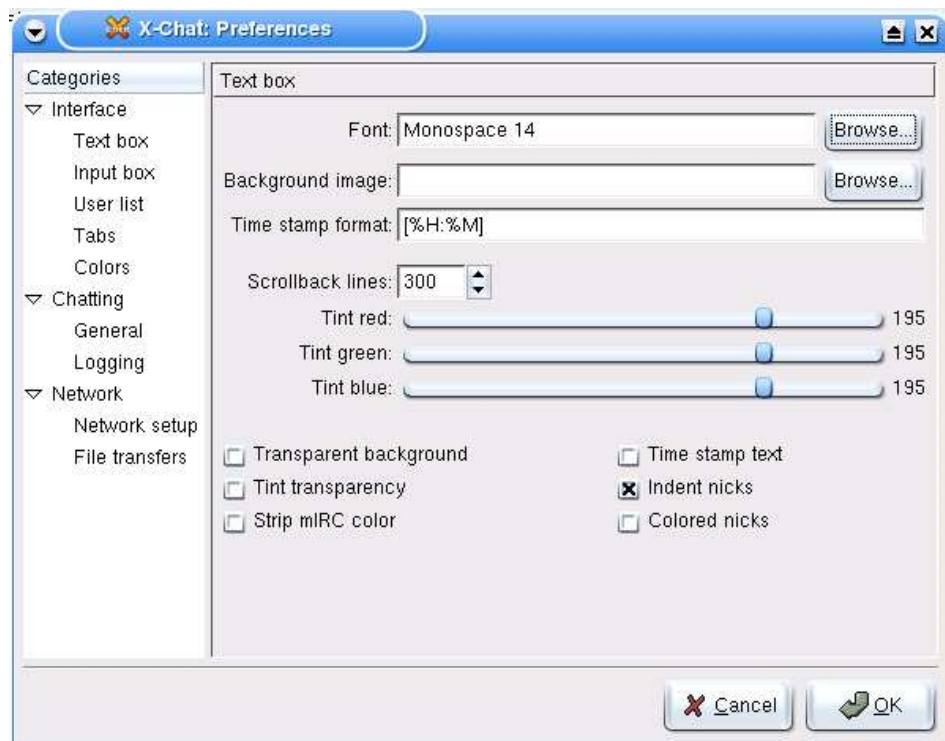 X-Chat: Preferences
Categories
Interface
Text box
Input box
User list
Tabs
Colors
Chatting
General
Logging
Network
Network setup
File transfers
Text box
Font: Monospace 14 Browse...
Background image: Browse...
Time stamp format: [%H:%M]
Scrollback lines: 300
Tint red: 195
Tint green: 195
Tint blue: 195
Transparent background Time stamp text
Tint transparency Indent nicks
Strip mIRC color Colored nicks
Cancel OK